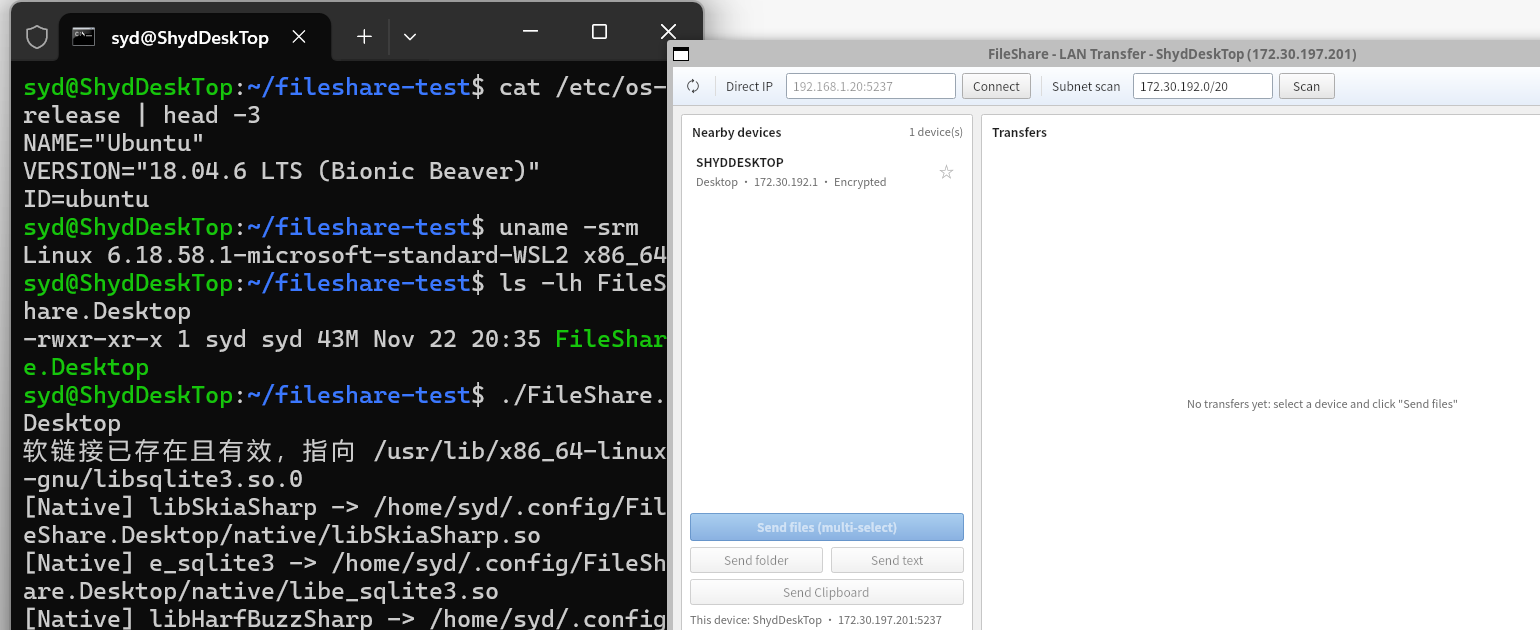 syd@ShydDeskTop
syd@ShydDeskTop:~/fileshare-test$ cat /etc/os-
release | head -3
NAME="Ubuntu"
VERSION="18.04.6 LTS (Bionic Beaver)"
ID=ubuntu
syd@ShydDeskTop:~/fileshare-test$ uname -srm
Linux 6.18.58.1-microsoft-standard-WSL2 x86_64
syd@ShydDeskTop:~/fileshare-test$ ls -lh FileS
hare.Desktop
-rwxr-xr-x 1 syd syd 43M Nov 22 20:35 FileShar
e.Desktop
syd@ShydDeskTop:~/fileshare-test$ ./FileShare.
Desktop
软链接已存在且有效，指向 /usr/lib/x86_64-linux
-gnu/libsqlite3.so.0
[Native] libSkiaSharp -> /home/syd/.config/Fil
eShare.Desktop/native/libSkiaSharp.so
[Native] e_sqlite3 -> /home/syd/.config/FileSh
are.Desktop/native/libe_sqlite3.so
[Native] libHarfBuzzSharp -> /home/syd/.config
FileShare - LAN Transfer - ShydDeskTop (172.30.197.201)
Direct IP 192.168.1.20:5237 Connect Subnet scan 172.30.192.0/20 Scan
Nearby devices 1 device(s)
SHYDDESKTOP
Desktop · 172.30.192.1 · Encrypted
Send files (multi-select)
Send folder Send text
Send Clipboard
This device: ShydDeskTop · 172.30.197.201:5237
Transfers
No transfers yet: select a device and click "Send files"